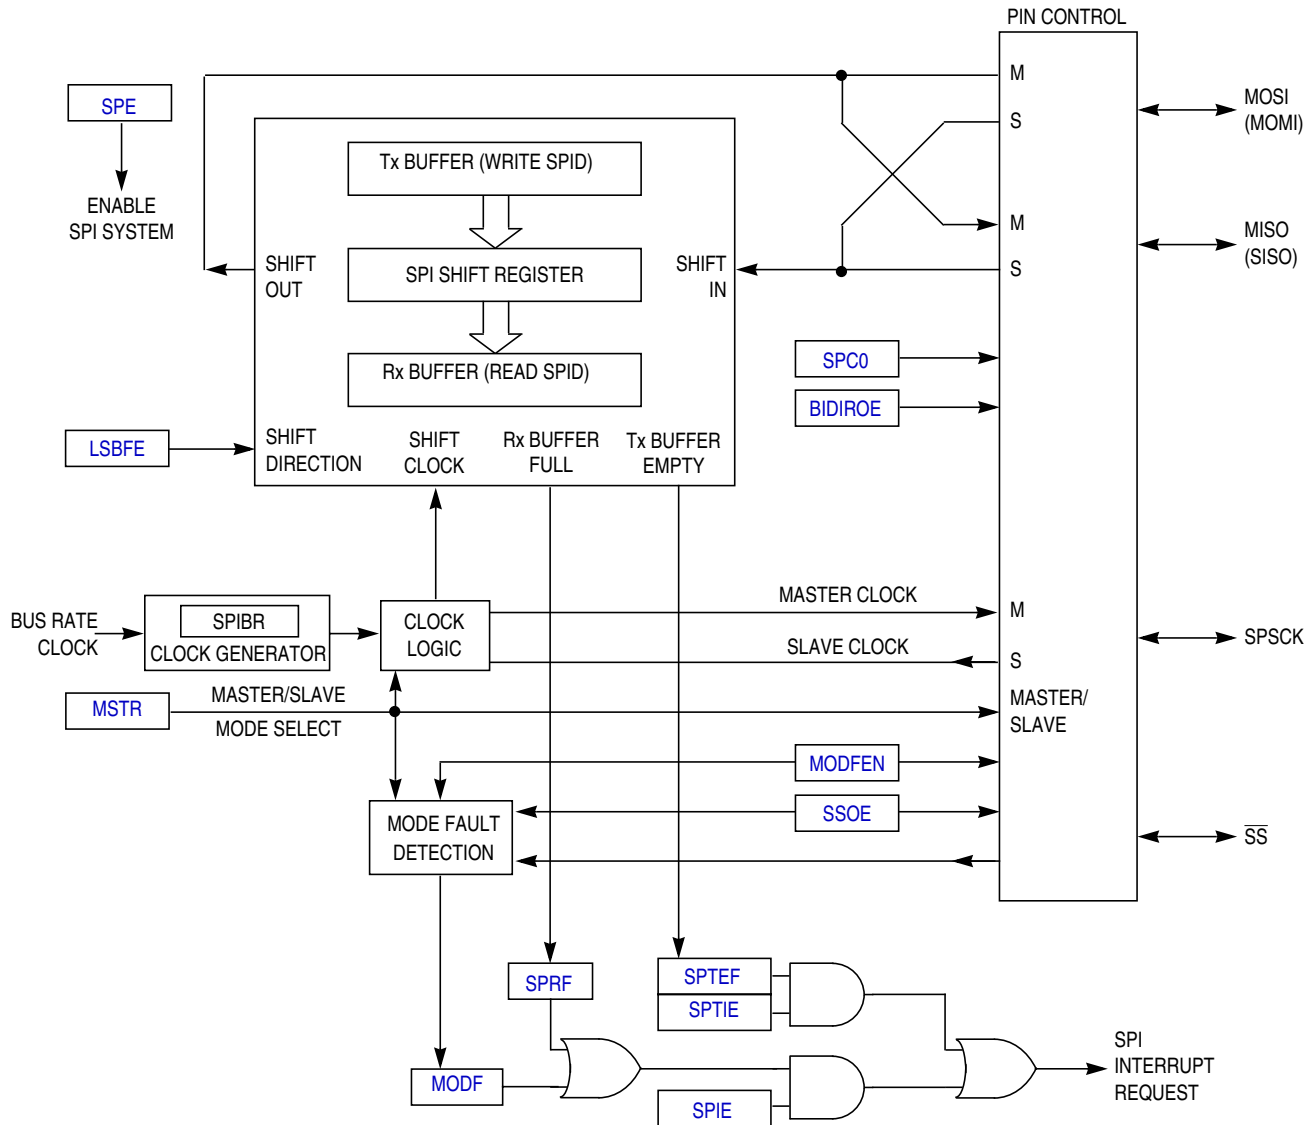 PIN CONTROL
M
MOSI
(MOMI)
S
SPE
ENABLE
SPI SYSTEM
Tx BUFFER (WRITE SPID)
M
MISO
(SISO)
SHIFT
OUT
SPI SHIFT REGISTER
SHIFT
IN
S
Rx BUFFER (READ SPID)
SPC0
BIDIROE
LSBFE
SHIFT
DIRECTION
SHIFT
CLOCK
Rx BUFFER
FULL
Tx BUFFER
EMPTY
BUS RATE
CLOCK
SPIBR
CLOCK GENERATOR
CLOCK
LOGIC
MASTER CLOCK
M
SLAVE CLOCK
S
SPSCK
MSTR
MASTER/SLAVE
MODE SELECT
MASTER/
SLAVE
MODFEN
MODE FAULT
DETECTION
SSOE
SS
SPRF
SPTEF
SPTIE
MODF
SPIE
SPI
INTERRUPT
REQUEST